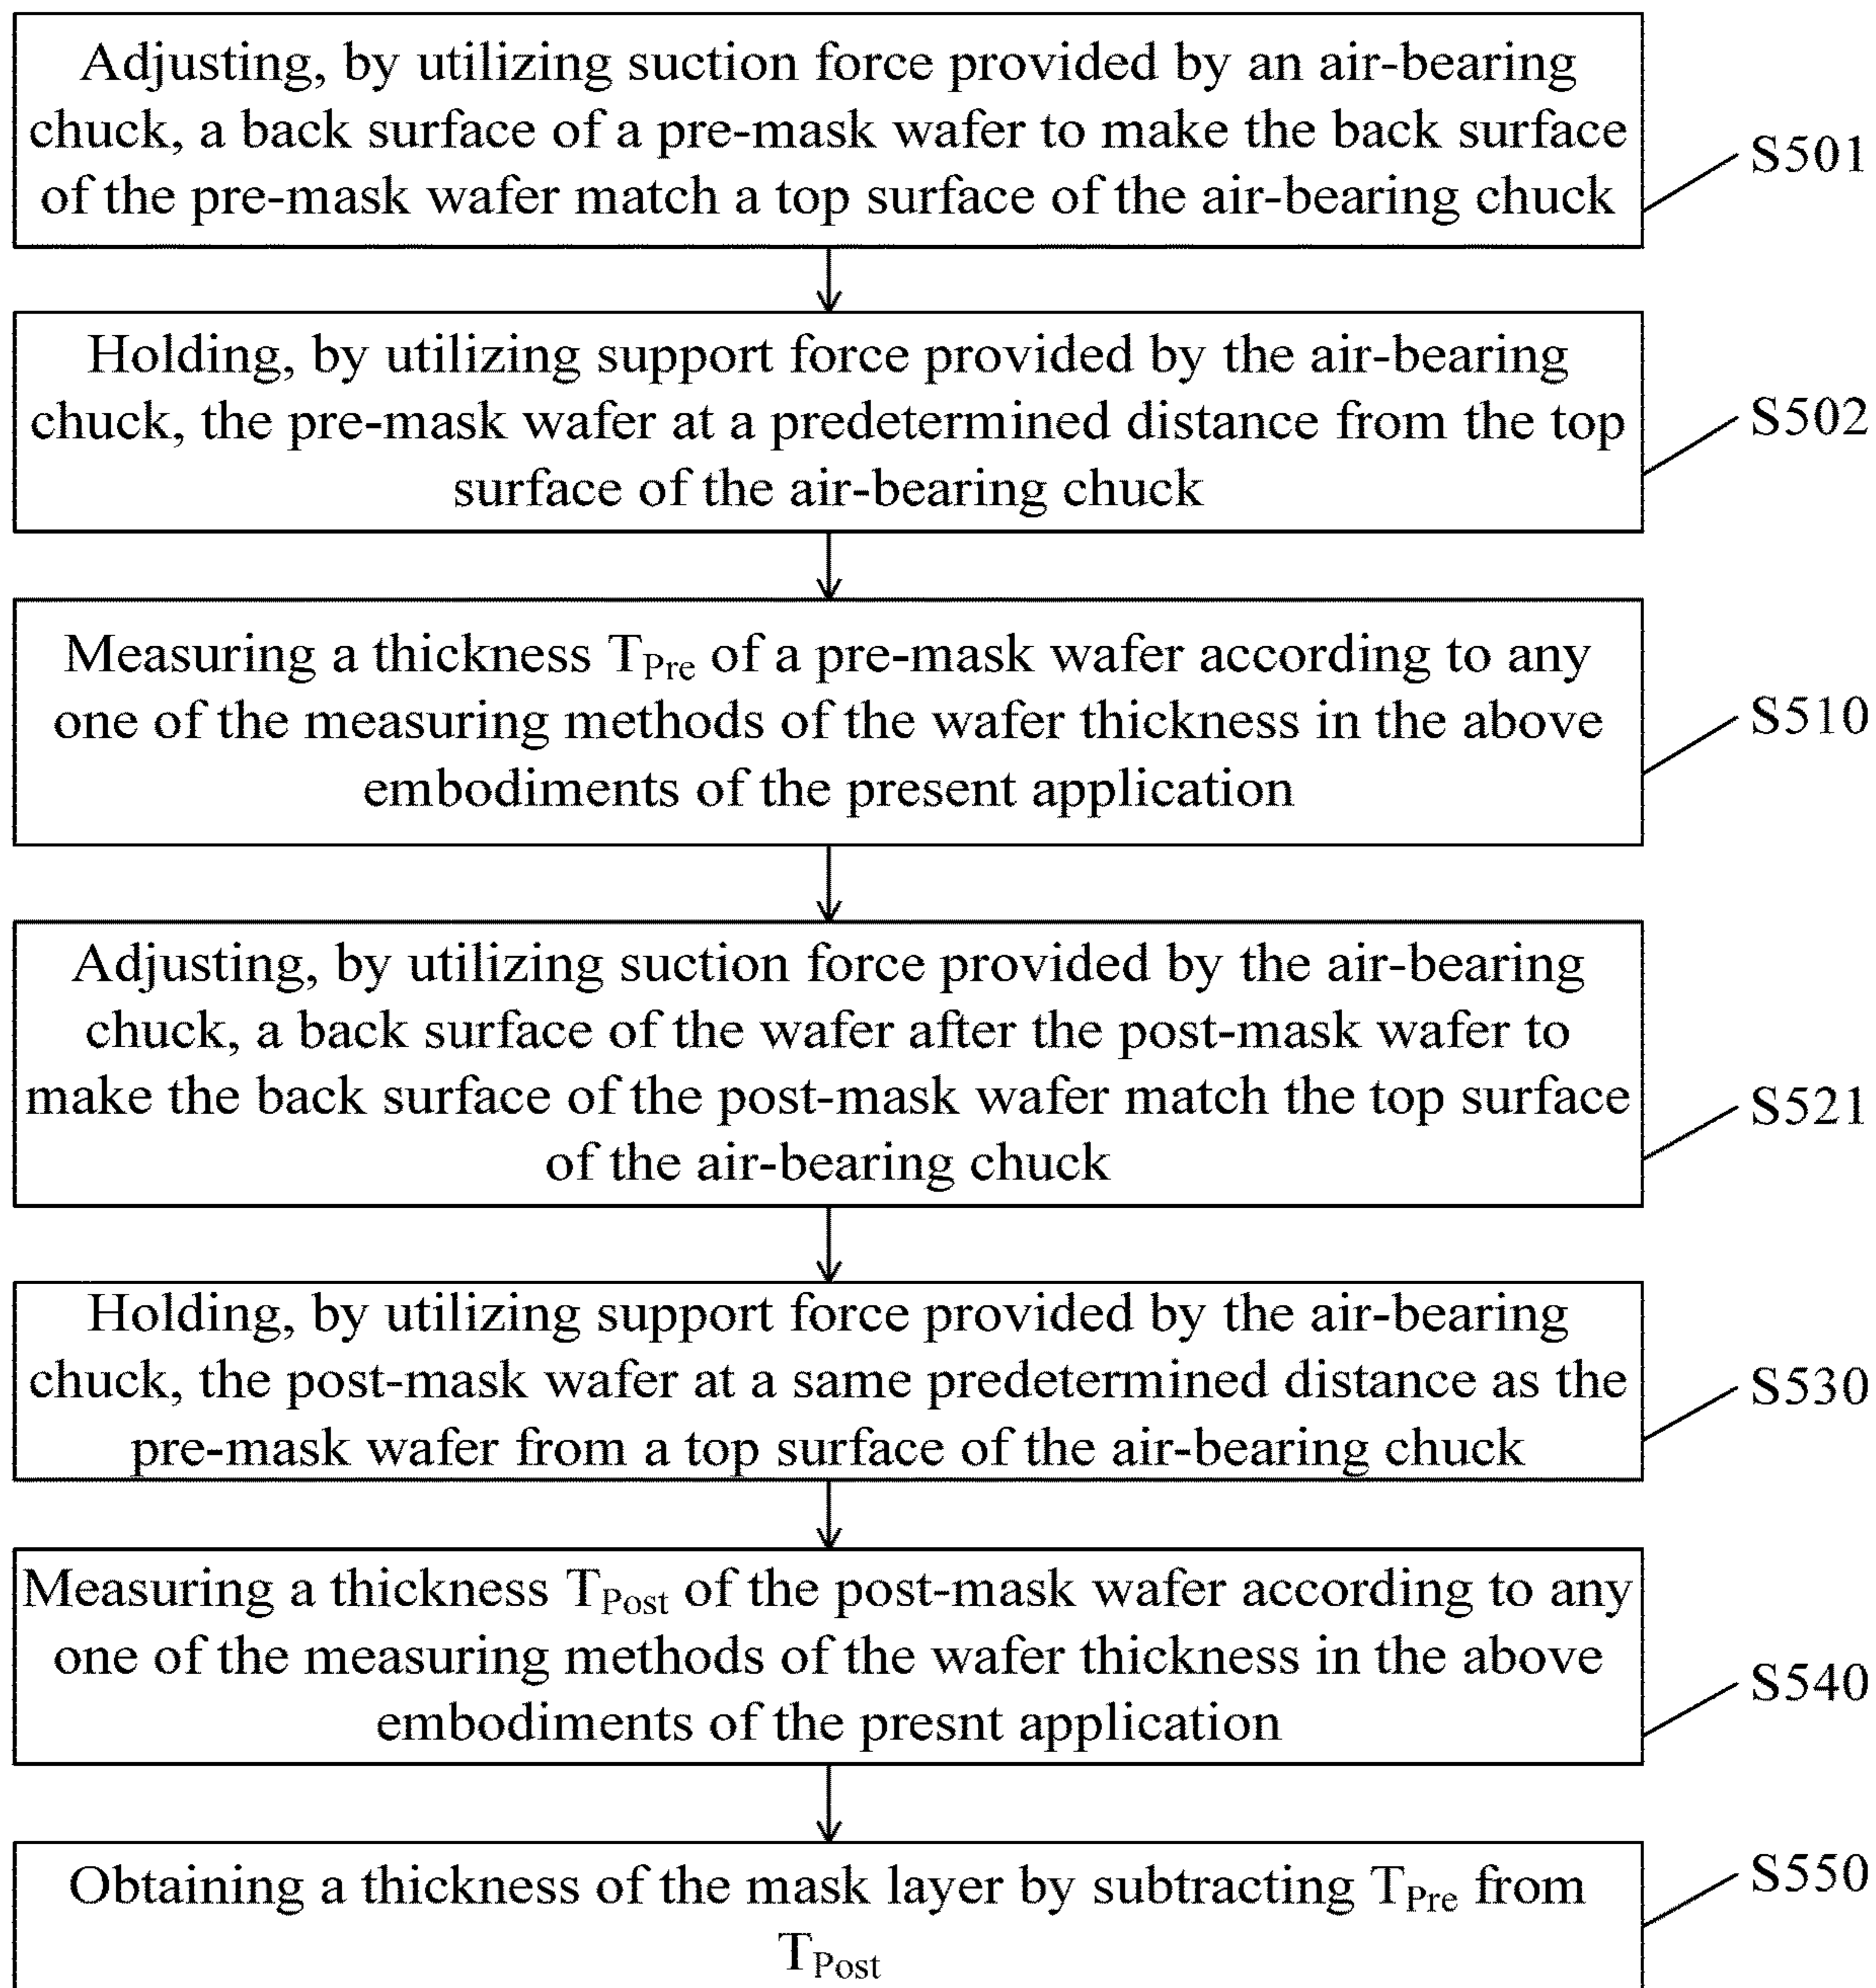 Adjusting, by utilizing suction force provided by an air-bearing
chuck, a back surface of a pre-mask wafer to make the back surface
of the pre-mask wafer match a top surface of the air-bearing chuck
S501
Holding, by utilizing support force provided by the air-bearing
chuck, the pre-mask wafer at a predetermined distance from the top
surface of the air-bearing chuck
S502
Measuring a thickness TPre of a pre-mask wafer according to any
one of the measuring methods of the wafer thickness in the above
embodiments of the present application
S510
Adjusting, by utilizing suction force provided by the air-bearing
chuck, a back surface of the wafer after the post-mask wafer to
make the back surface of the post-mask wafer match the top surface
of the air-bearing chuck
S521
Holding, by utilizing support force provided by the air-bearing
chuck, the post-mask wafer at a same predetermined distance as the
pre-mask wafer from a top surface of the air-bearing chuck
S530
Measuring a thickness TPost of the post-mask wafer according to any
one of the measuring methods of the wafer thickness in the above
embodiments of the presnt application
S540
Obtaining a thickness of the mask layer by subtracting TPre from
TPost
S550